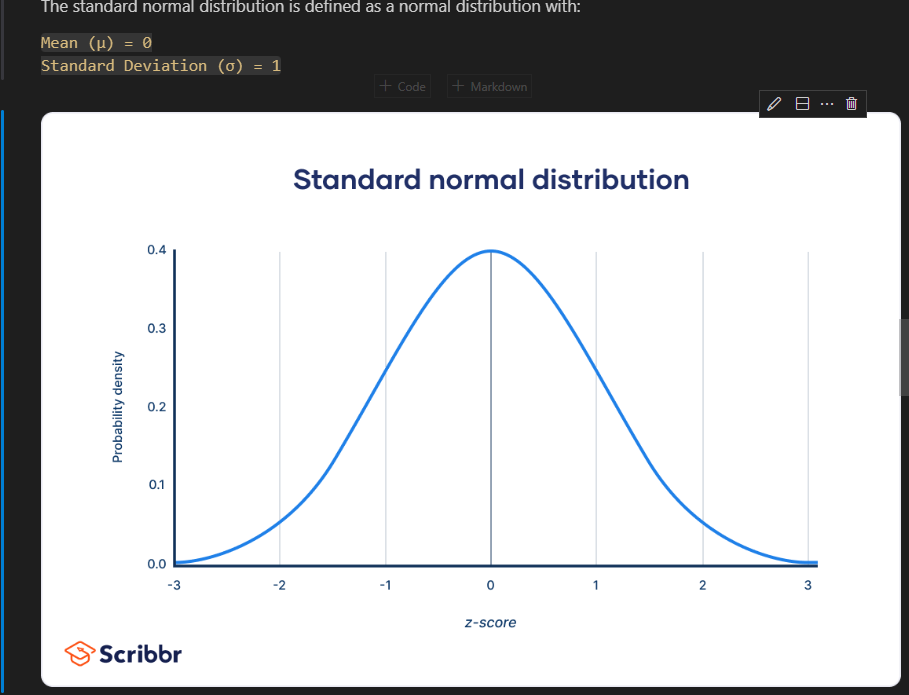 The standard normal distribution is defined as a normal distribution with:
Mean (μ) = 0
Standard Deviation (σ) = 1
+ Code + Markdown
Standard normal distribution
0.4
0.3
0.2
0.1
0.0
Probability density
-3 -2 -1 0 1 2 3
z-score
Scribbr